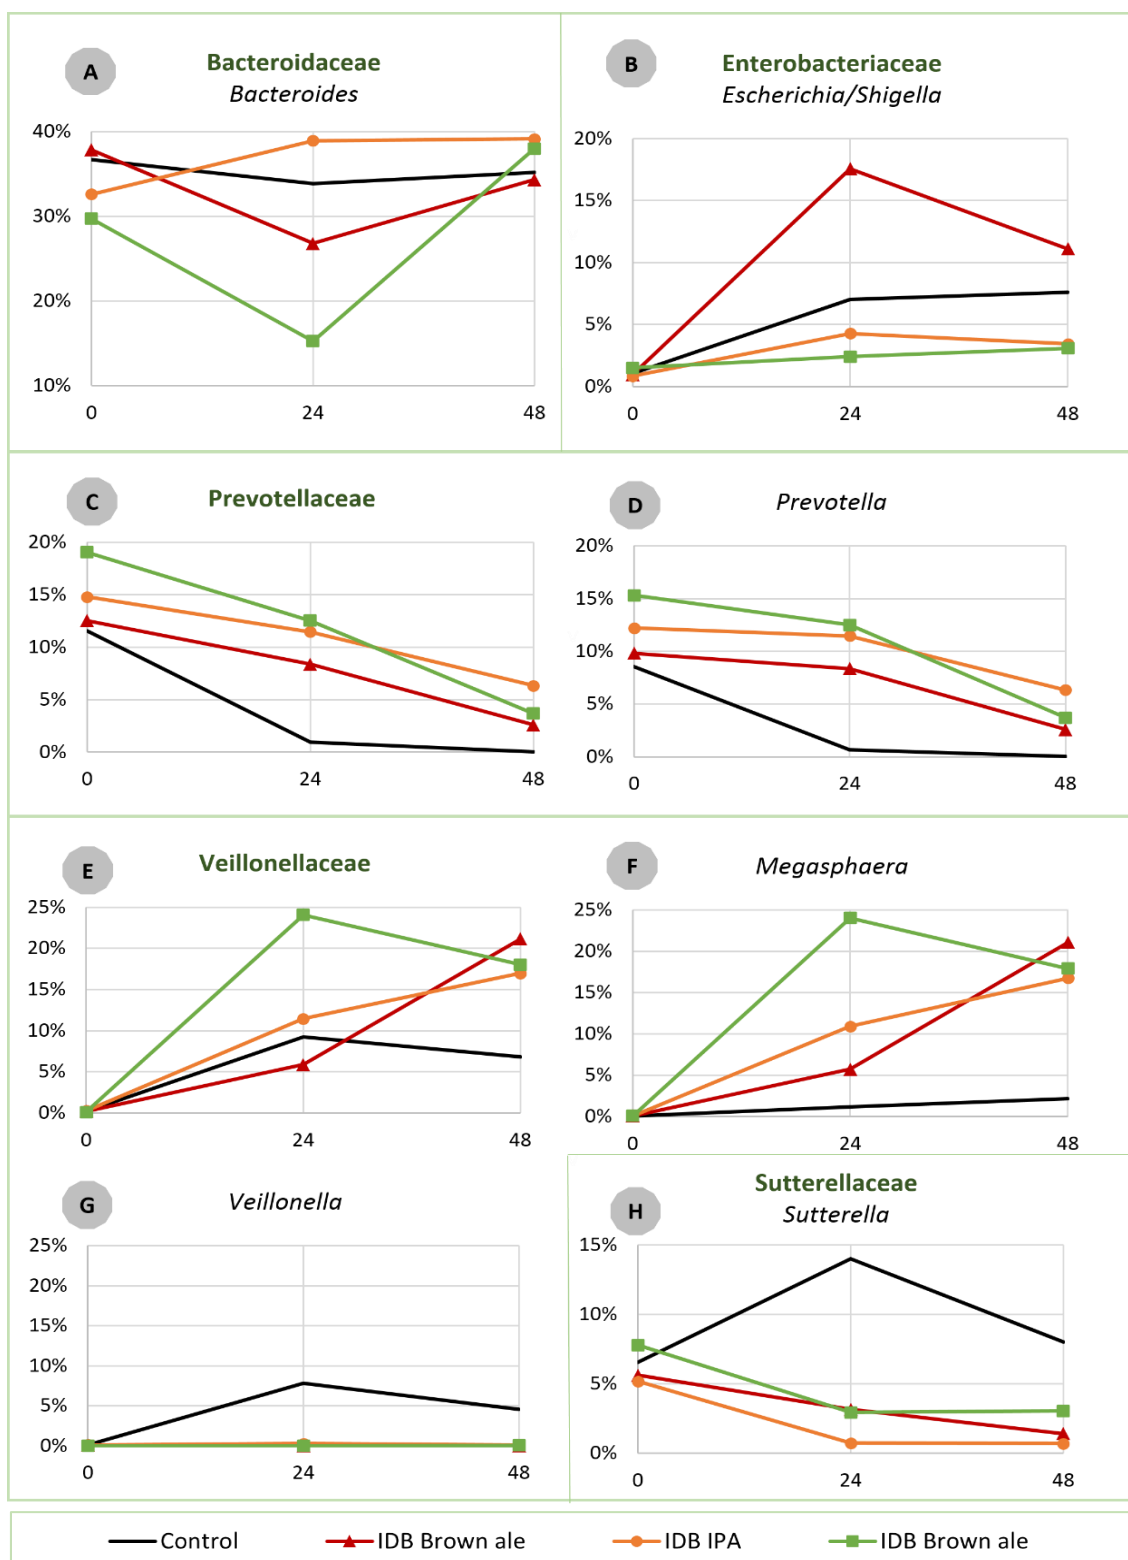 A
Bacteroidaceae
Bacteroides
40%
30%
20%
10%
0 24 48
B
Enterobacteriaceae
Escherichia/Shigella
20%
15%
10%
5%
0%
0 24 48
C
Prevotellaceae
20%
15%
10%
5%
0%
0 24 48
D
Prevotella
20%
15%
10%
5%
0%
0 24 48
E
Veillonellaceae
25%
20%
15%
10%
5%
0%
0 24 48
F
Megasphaera
25%
20%
15%
10%
5%
0%
0 24 48
G
Veillonella
25%
20%
15%
10%
5%
0%
0 24 48
H
Sutterellaceae
Sutterella
15%
10%
5%
0%
0 24 48
Control IDB Brown ale IDB IPA IDB Brown ale